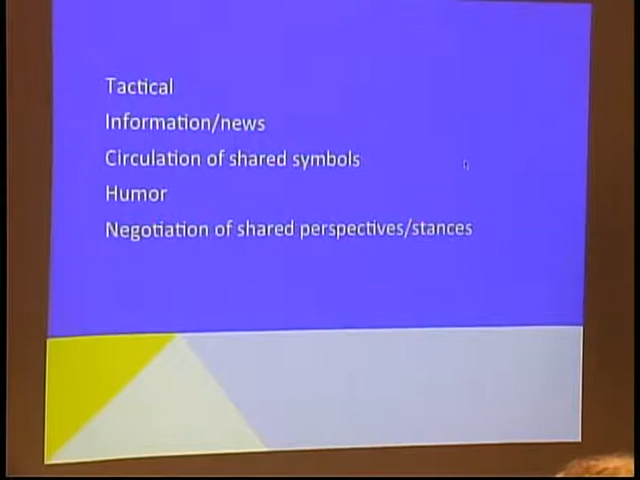 Tactical
Information/news
Circulation of shared symbols
Humor
Negotiation of shared perspectives/stances